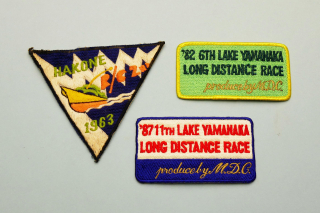 HAKONE
1963
'82 6TH LAKE YAMANAKA
LONG DISTANCE RACE
produce by M.D.C.
'87 11TH LAKE YAMANAKA
LONG DISTANCE RACE
produce by M.D.C.